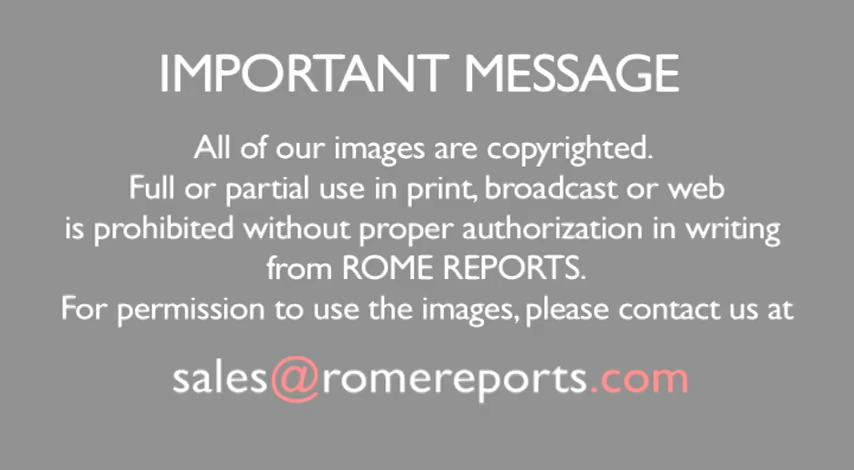 IMPORTANT MESSAGE
All of our images are copyrighted.
Full or partial use in print, broadcast or web
is prohibited without proper authorization in writing
from ROME REPORTS.
For permission to use the images, please contact us at
sales@romereports.com